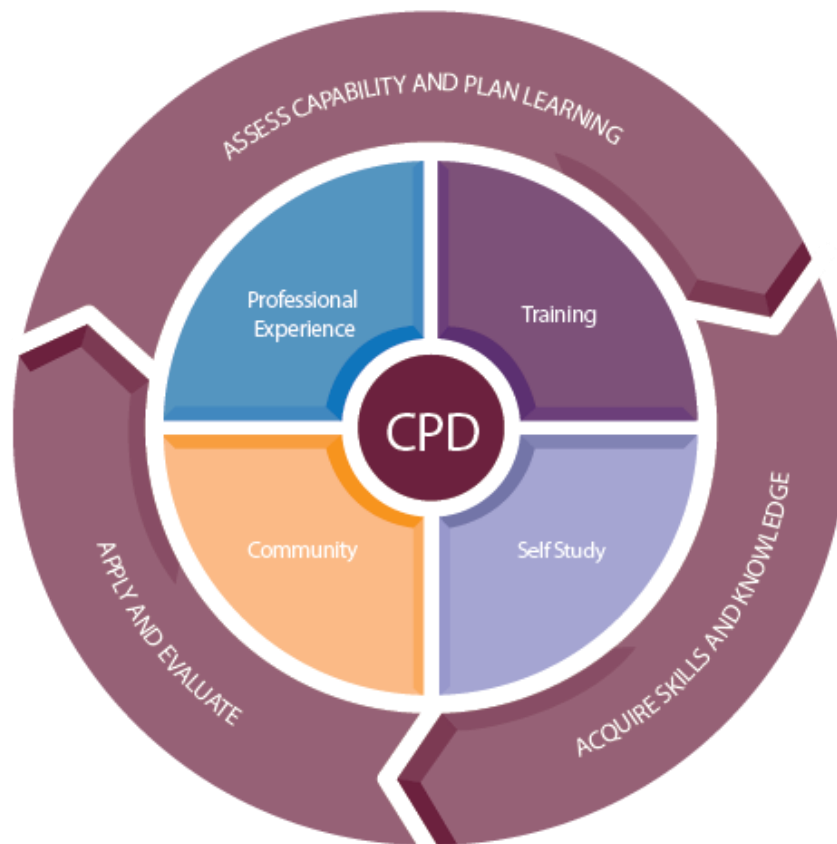 ASSESS CAPABILITY AND PLAN LEARNING
Professional
Experience
Training
CPD
Community
Self Study
APPLY AND EVALUATE
ACQUIRE SKILLS AND KNOWLEDGE